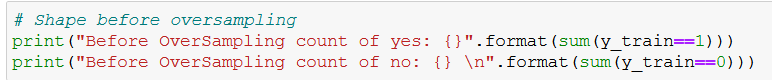 # Shape before oversampling
print("Before OverSampling count of yes: {}".format(sum(y_train==1)))
print("Before OverSampling count of no: {} \n".format(sum(y_train==0)))